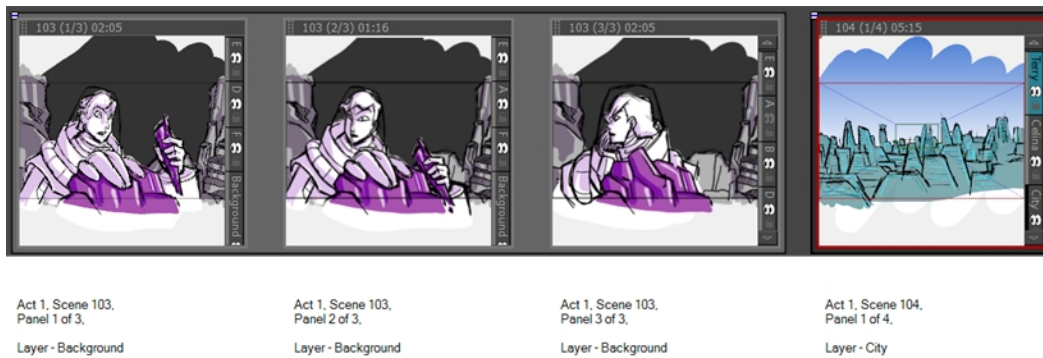 103 (1/3) 02:05
103 (2/3) 01:16
103 (3/3) 03:05
104 (1/4) 05:15
E
D
F
Background
E
A
F
Background
E
A
B
D
Terry
Celina
City
Act 1, Scene 103,
Panel 1 of 3,
Layer - Background
Act 1, Scene 103,
Panel 2 of 3,
Layer - Background
Act 1, Scene 103,
Panel 3 of 3,
Layer - Background
Act 1, Scene 104,
Panel 1 of 4,
Layer - City